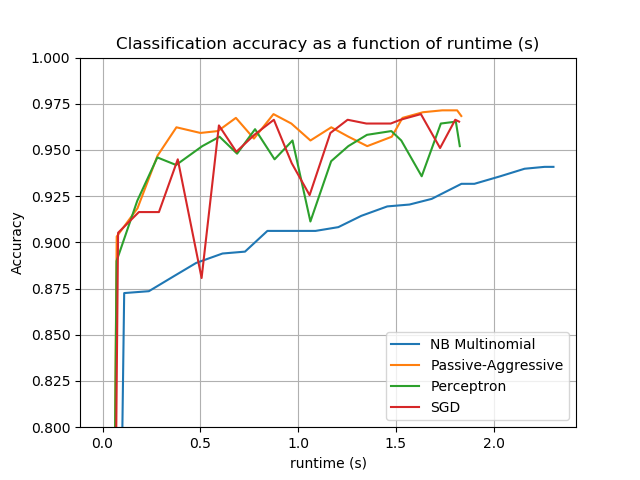 Classification accuracy as a function of runtime (s)
1.000
0.975
0.950
0.925
0.900
0.875
0.850
0.825
0.800
Accuracy
NB Multinomial
Passive-Aggressive
Perceptron
SGD
0.0 0.5 1.0 1.5 2.0
runtime (s)